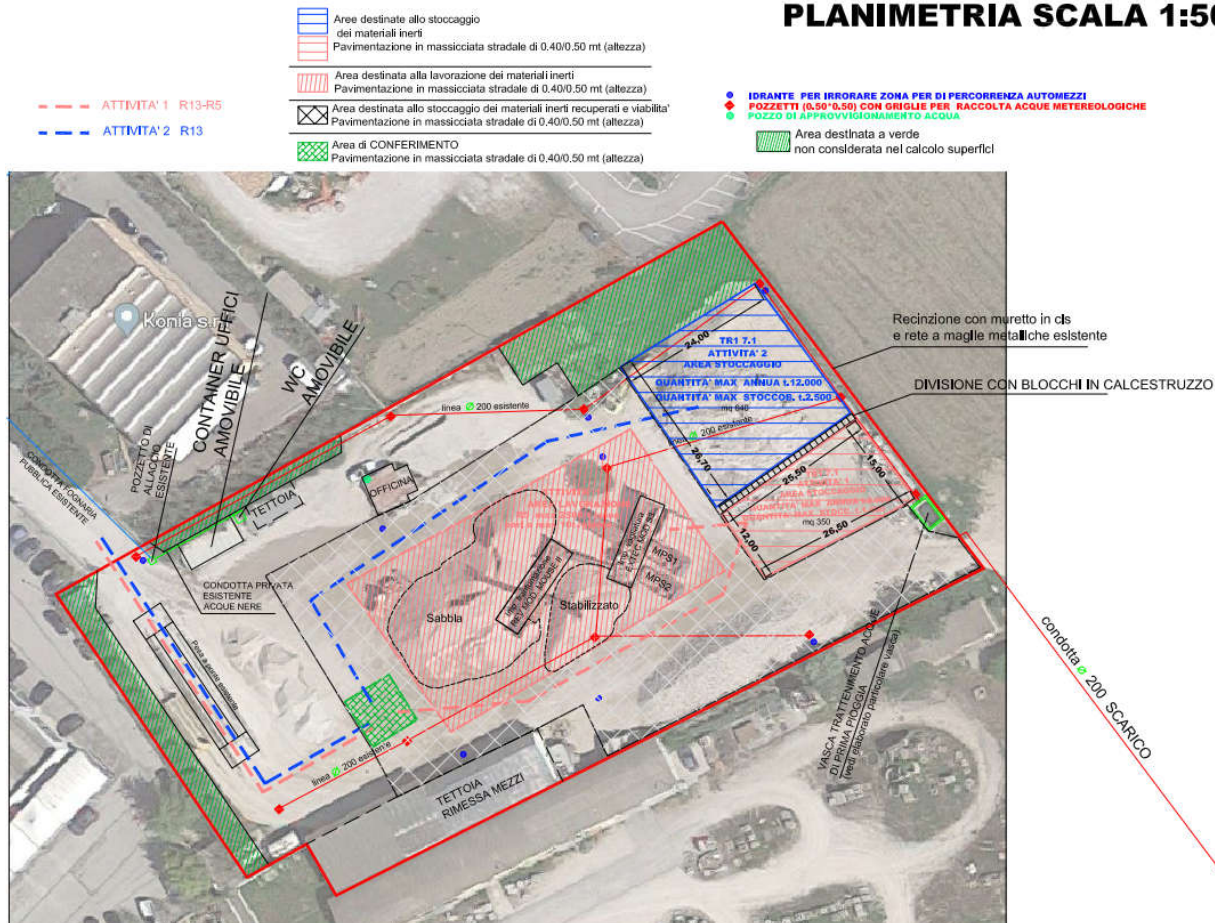 PLANIMETRIA SCALA 1:50
Aree destinate allo stoccaggio
dei materiali inerti
Pavimentazione in massicciata stradale di 0.40/0.50 mt (altezza)
Area destinata alla lavorazione dei materiali inerti
Pavimentazione in massicciata stradale di 0.40/0.50 mt (altezza)
Area destinata allo stoccaggio dei materiali inerti recuperati e viabilita'
Pavimentazione in massicciata stradale di 0.40/0.50 mt (altezza)
Area di CONFERIMENTO
Pavimentazione in massicciata stradale di 0.40/0.50 mt (altezza)
ATTIVITA' 1 R13-R5
ATTIVITA' 2 R13
IDRANTE PER IRRORARE ZONA PER DI PERCORRENZA AUTOMEZZI
POZZETTI (0.50*0.50) CON GRIGLIE PER RACCOLTA ACQUE METEREOLOGICHE
POZZO DI APPROVVIGIONAMENTO ACQUA
Area destinata a verde
non considerata nel calcolo superfici
Konia s.r
CONTAINER UFFICI
AMOVIBILE
WC
AMOVIBILE
POZZETTO DI
ALLACCIO
ESISTENTE
CONDOTTA FOGNARIA
PUBBLICA ESISTENTE
TETTOIA
OFFICINA
linea Ø 200 esistente
24,00
TR1 7.1
ATTIVITA' 2
AREA STOCCAGGIO
QUANTITA' MAX ANNUA t.12.000
QUANTITA' MAX STOCCOB. t.2.500
mq 640
linea Ø 200 esistente
26,70
25,50
15,00
12,00
26,50
AREA STOCCAGGIO
mq 350
Recinzione con muretto in cls
e rete a maglie metalliche esistente
DIVISIONE CON BLOCCHI IN CALCESTRUZZO
CONDOTTA PRIVATA
ESISTENTE
ACQUE NERE
Pesa a ponte esistente
Sabbia
Stabilizzato
MPS1
MPS2
linea Ø 200 esistente
TETTOIA
RIMESSA MEZZI
VASCA TRATTENIMENTO ACQUE
DI PRIMA PIOGGIA
(vedi elaborato particolare vasca)
condotta Ø 200 SCARICO